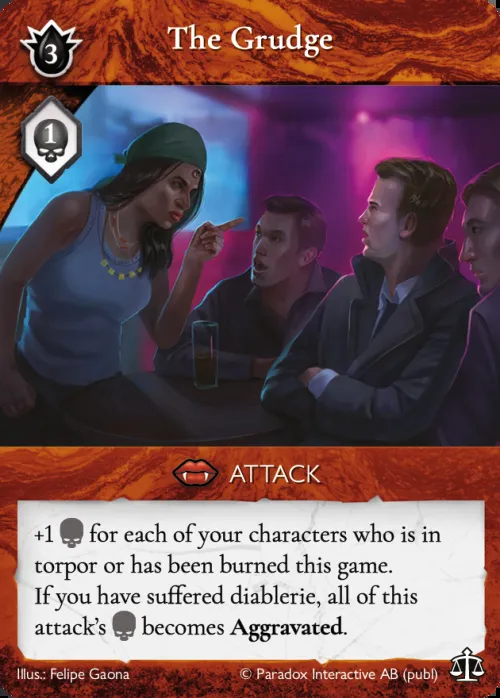 3
The Grudge
1
ATTACK
+1 for each of your characters who is in
torpor or has been burned this game.
If you have suffered diablerie, all of this
attack's becomes Aggravated.
Illus.: Felipe Gaona
© Paradox Interactive AB (publ)